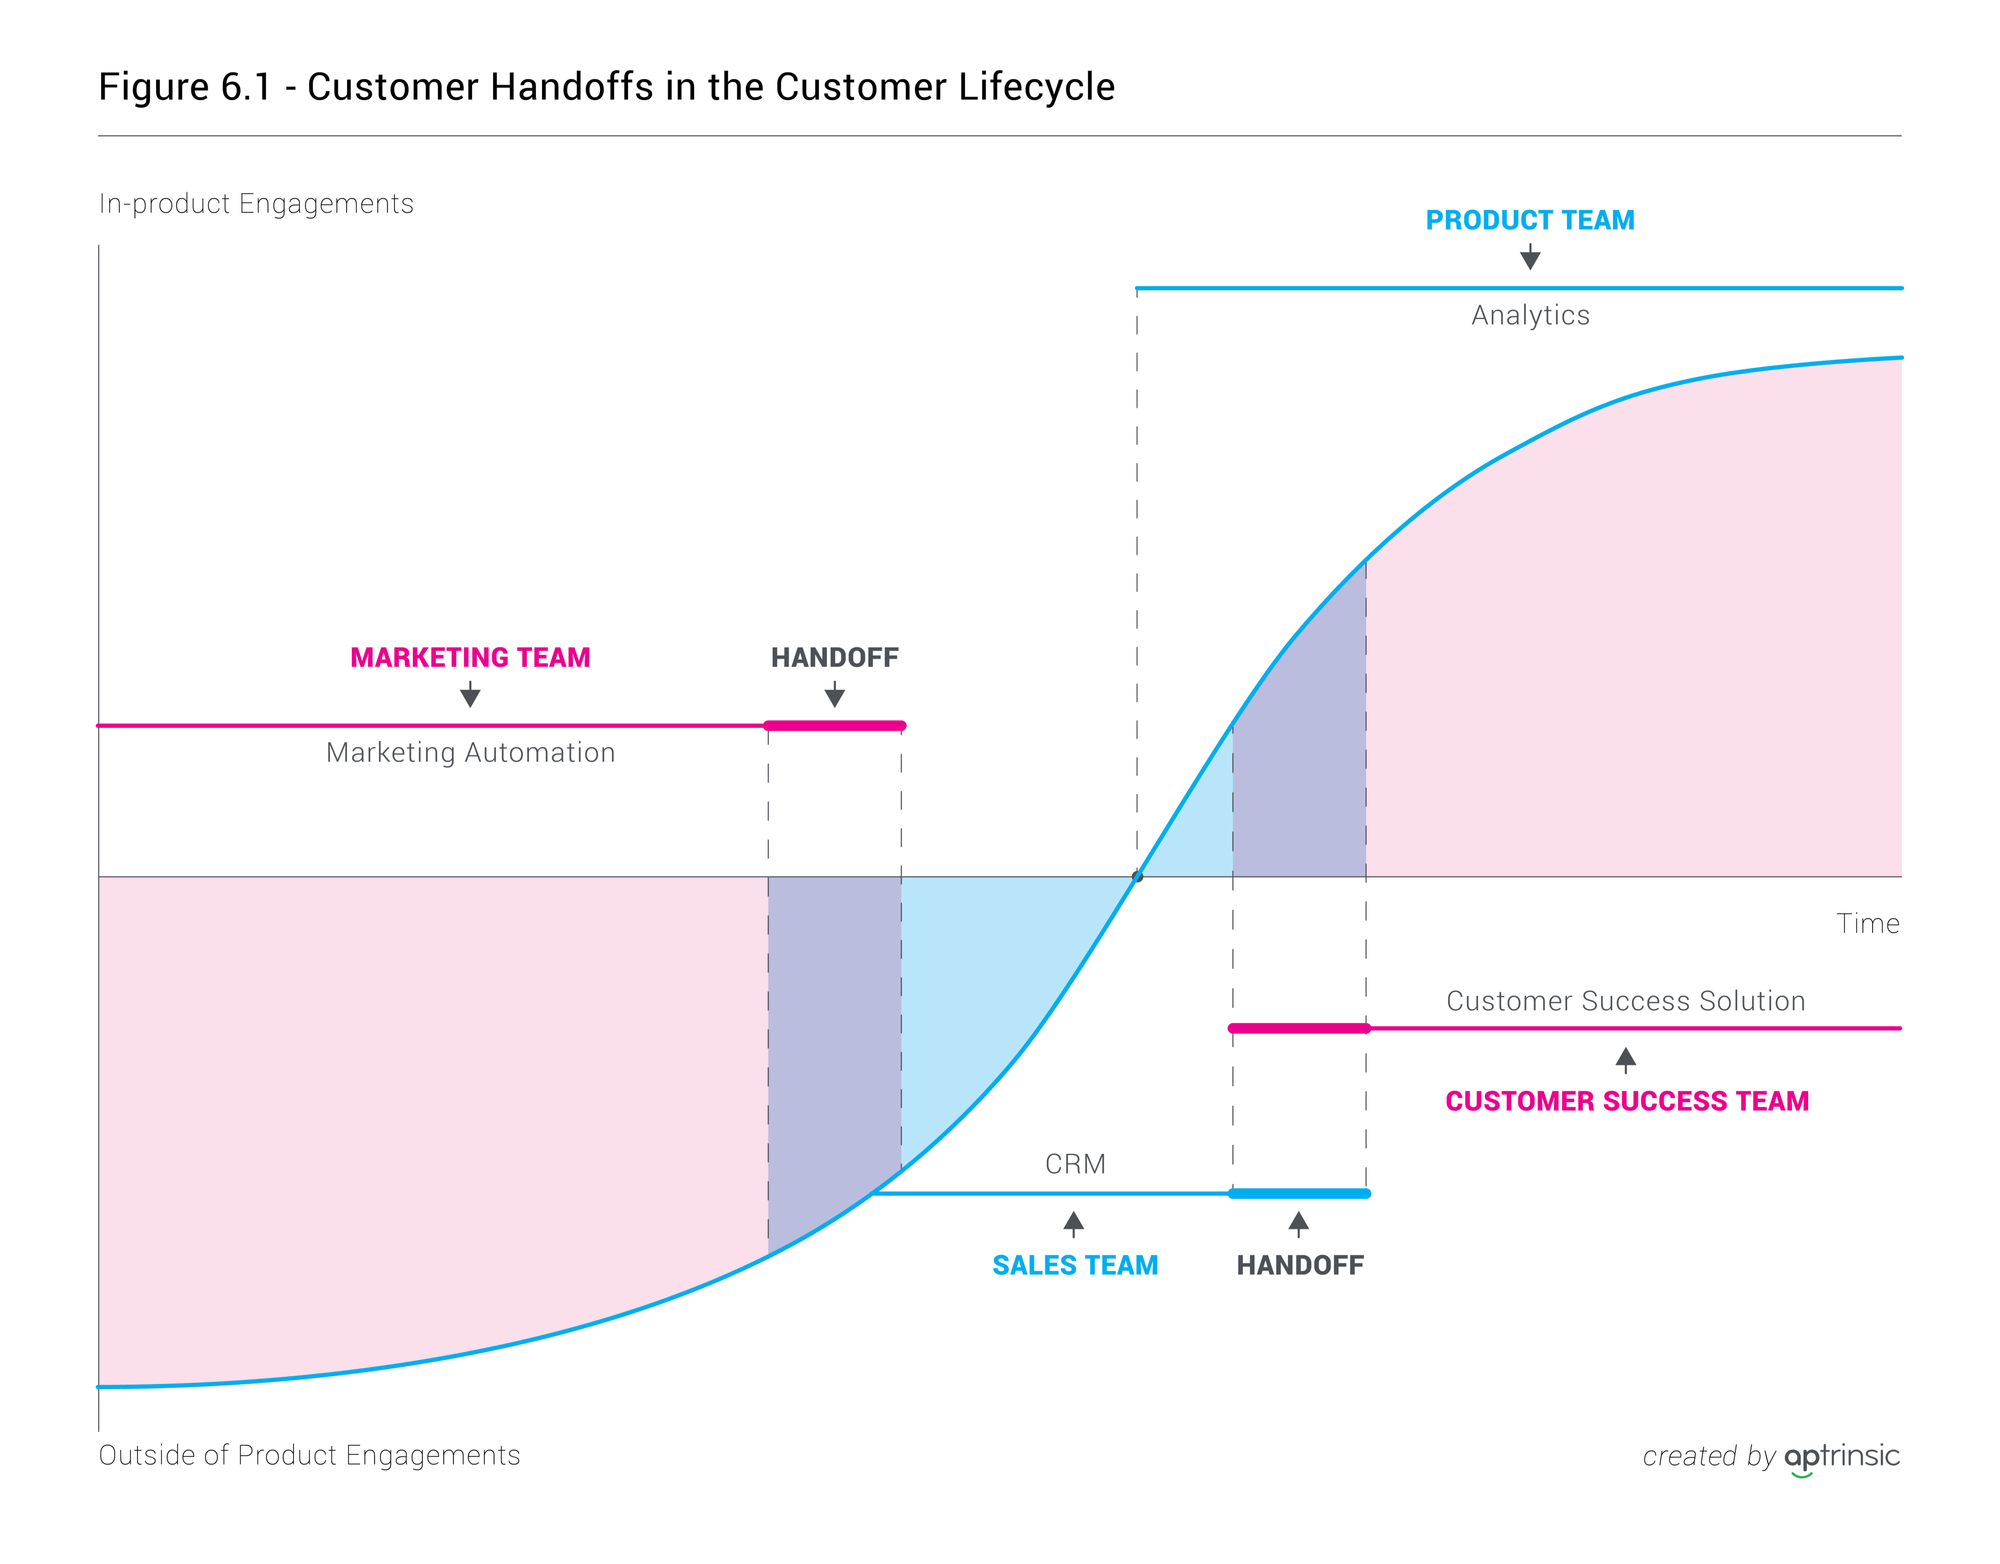 Figure 6.1 - Customer Handoffs in the Customer Lifecycle
In-product Engagements
PRODUCT TEAM
Analytics
MARKETING TEAM
HANDOFF
Marketing Automation
Time
Customer Success Solution
CUSTOMER SUCCESS TEAM
CRM
SALES TEAM
HANDOFF
Outside of Product Engagements
created by aptrinsic